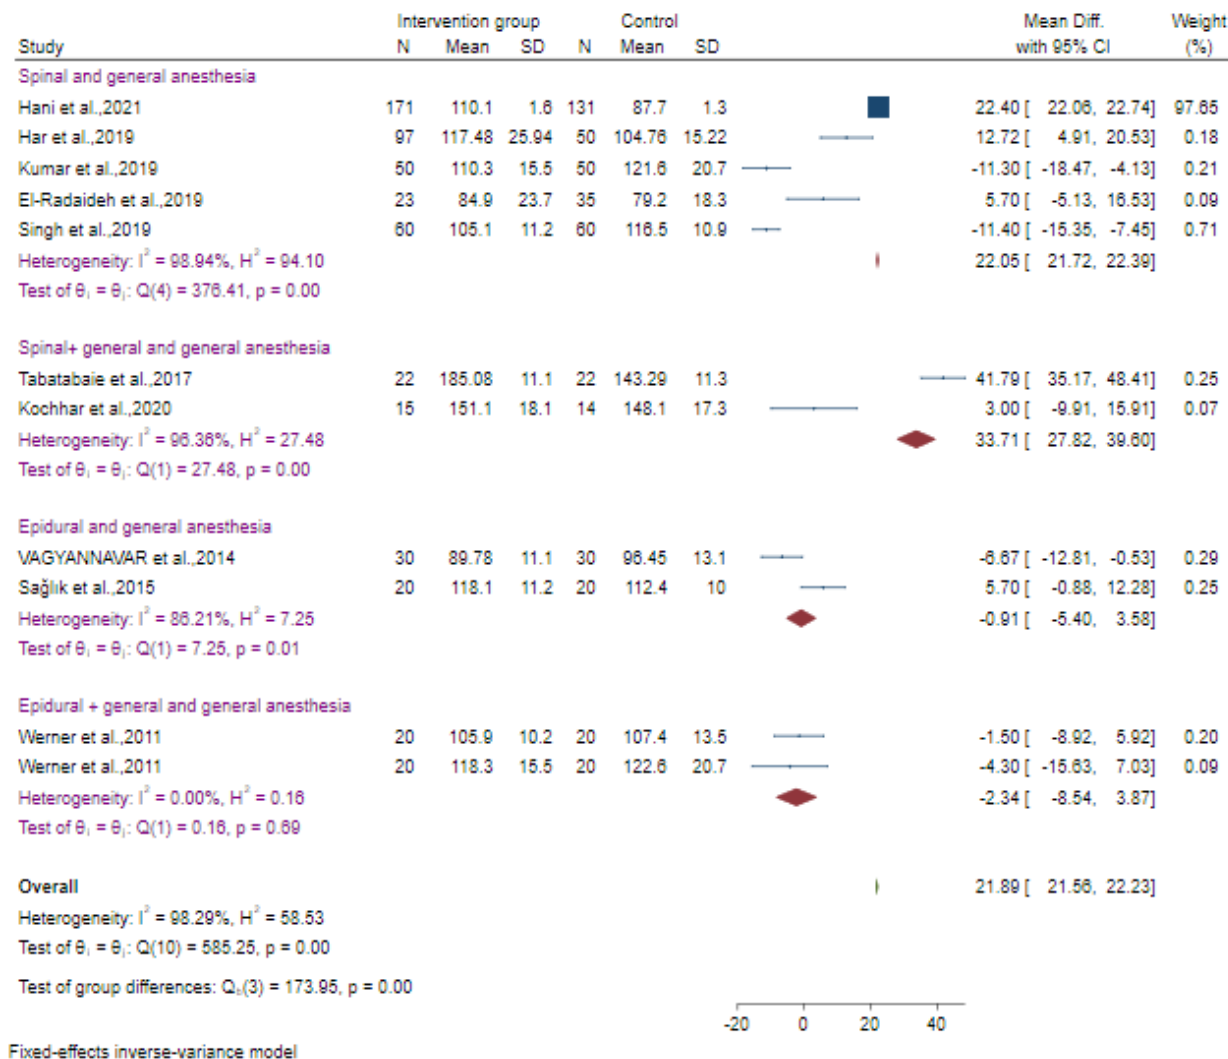 Intervention group Control Mean Diff. Weight
Study N Mean SD N Mean SD with 95% CI (%)
Spinal and general anesthesia
Hani et al.,2021 171 110.1 1.6 131 87.7 1.3 22.40 [ 22.06, 22.74] 97.65
Har et al.,2019 97 117.48 25.94 50 104.76 15.22 12.72 [ 4.91, 20.53] 0.18
Kumar et al.,2019 50 110.3 15.5 50 121.6 20.7 -11.30 [ -18.47, -4.13] 0.21
El-Radaideh et al.,2019 23 84.9 23.7 35 79.2 18.3 5.70 [ -5.13, 16.53] 0.09
Singh et al.,2019 60 105.1 11.2 60 116.5 10.9 -11.40 [ -15.35, -7.45] 0.71
Heterogeneity: I² = 98.94%, H² = 94.10 22.05 [ 21.72, 22.39]
Test of θᵢ = θⱼ: Q(4) = 376.41, p = 0.00
Spinal+ general and general anesthesia
Tabatabaie et al.,2017 22 185.08 11.1 22 143.29 11.3 41.79 [ 35.17, 48.41] 0.25
Kochhar et al.,2020 15 151.1 18.1 14 148.1 17.3 3.00 [ -9.91, 15.91] 0.07
Heterogeneity: I² = 96.36%, H² = 27.48 33.71 [ 27.82, 39.60]
Test of θᵢ = θⱼ: Q(1) = 27.48, p = 0.00
Epidural and general anesthesia
VAGYANNAVAR et al.,2014 30 89.78 11.1 30 96.45 13.1 -6.67 [ -12.81, -0.53] 0.29
Sağlık et al.,2015 20 118.1 11.2 20 112.4 10 5.70 [ -0.88, 12.28] 0.25
Heterogeneity: I² = 86.21%, H² = 7.25 -0.91 [ -5.40, 3.58]
Test of θᵢ = θⱼ: Q(1) = 7.25, p = 0.01
Epidural + general and general anesthesia
Werner et al.,2011 20 105.9 10.2 20 107.4 13.5 -1.50 [ -8.92, 5.92] 0.20
Werner et al.,2011 20 118.3 15.5 20 122.6 20.7 -4.30 [ -15.63, 7.03] 0.09
Heterogeneity: I² = 0.00%, H² = 0.16 -2.34 [ -8.54, 3.87]
Test of θᵢ = θⱼ: Q(1) = 0.16, p = 0.69
Overall 21.89 [ 21.56, 22.23]
Heterogeneity: I² = 98.29%, H² = 58.53
Test of θᵢ = θⱼ: Q(10) = 585.25, p = 0.00
Test of group differences: Q_b(3) = 173.95, p = 0.00
-20 0 20 40
Fixed-effects inverse-variance model